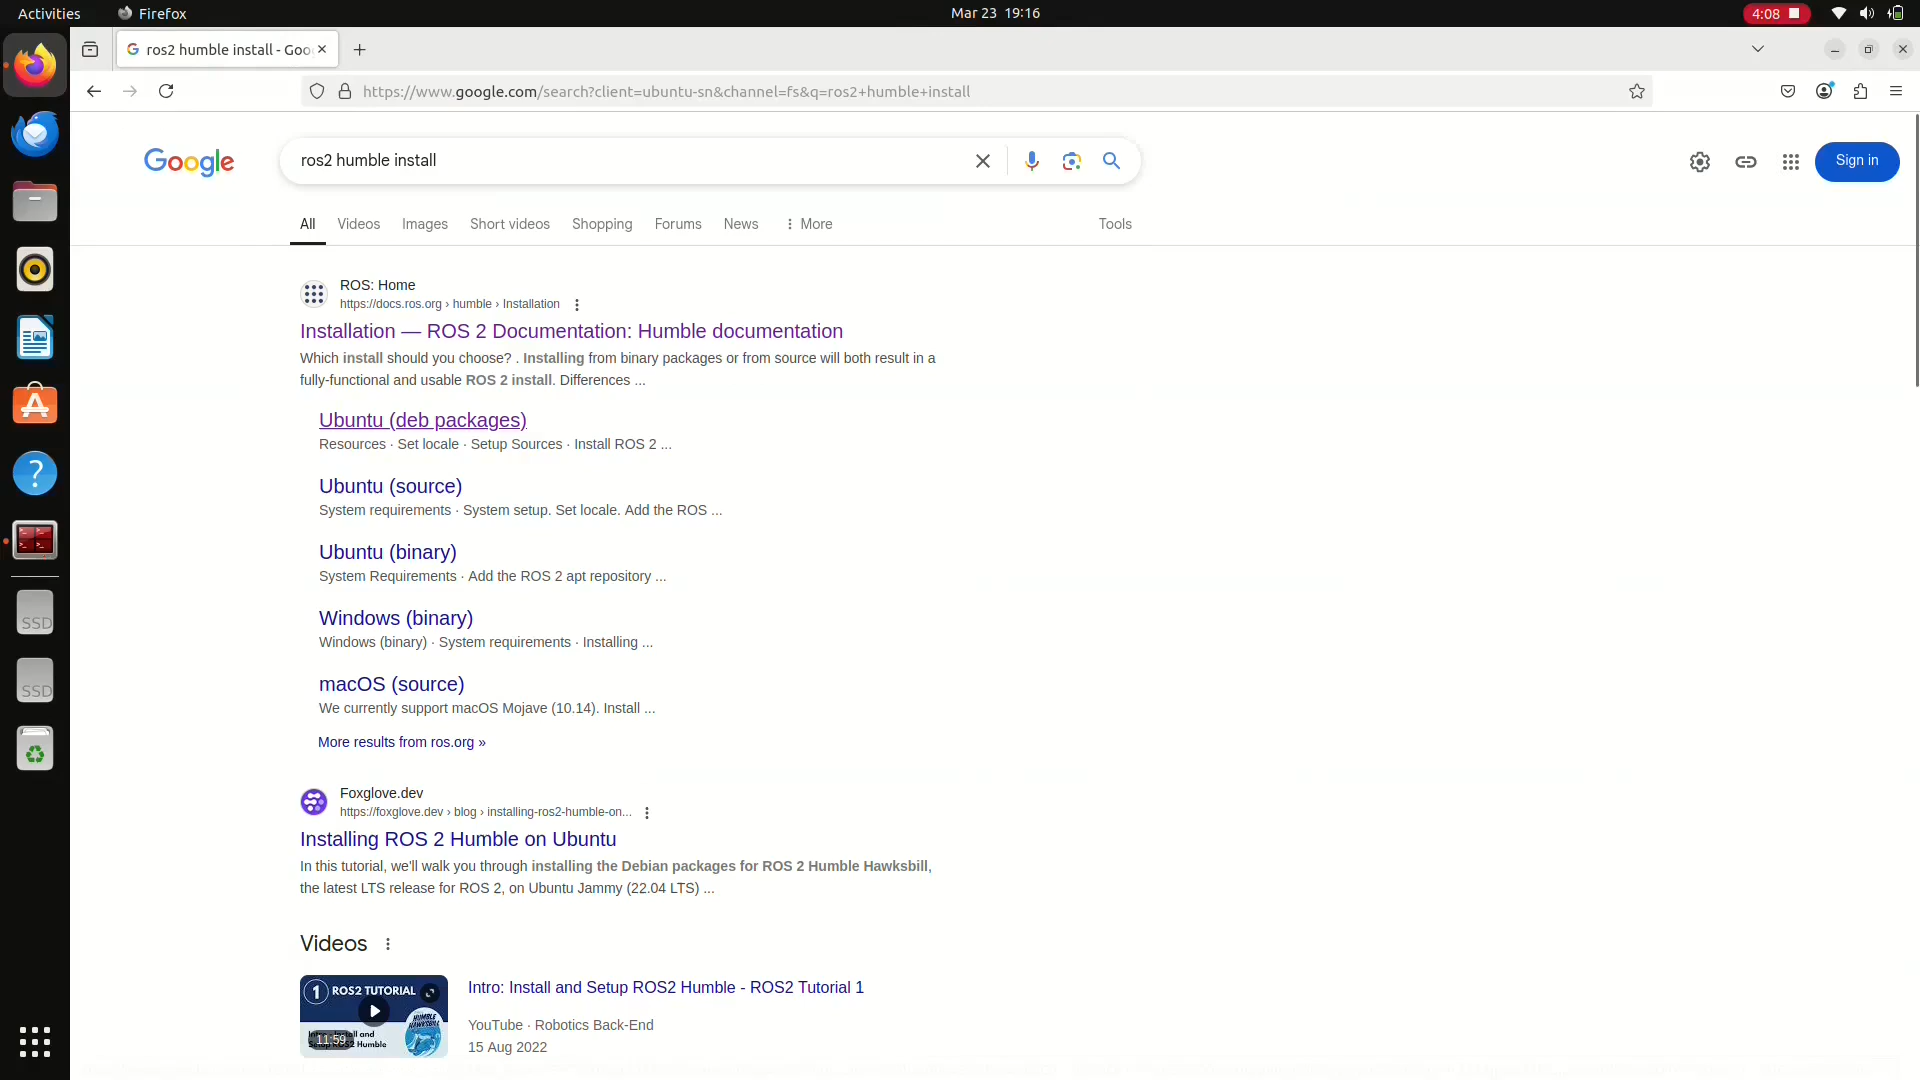 Activities
Firefox
Mar 23 19:16
4:08
ros2 humble install - Goo
https://www.google.com/search?client=ubuntu-sn&channel=fs&q=ros2+humble+install
Google
ros2 humble install
Sign in
All
Videos
Images
Short videos
Shopping
Forums
News
More
Tools
ROS: Home
https://docs.ros.org › humble › Installation
Installation — ROS 2 Documentation: Humble documentation
Which install should you choose? . Installing from binary packages or from source will both result in a
fully-functional and usable ROS 2 install. Differences ...
Ubuntu (deb packages)
Resources · Set locale · Setup Sources · Install ROS 2 ...
Ubuntu (source)
System requirements · System setup. Set locale. Add the ROS ...
Ubuntu (binary)
System Requirements · Add the ROS 2 apt repository ...
Windows (binary)
Windows (binary) · System requirements · Installing ...
macOS (source)
We currently support macOS Mojave (10.14). Install ...
More results from ros.org »
Foxglove.dev
https://foxglove.dev › blog › installing-ros2-humble-on...
Installing ROS 2 Humble on Ubuntu
In this tutorial, we'll walk you through installing the Debian packages for ROS 2 Humble Hawksbill,
the latest LTS release for ROS 2, on Ubuntu Jammy (22.04 LTS) ...
Videos
1 ROS2 TUTORIAL
HUMBLE
HAWKSBILL
Intro - Install and
Setup ROS2 Humble
11:59
Intro: Install and Setup ROS2 Humble - ROS2 Tutorial 1
YouTube · Robotics Back-End
15 Aug 2022
SSD
SSD